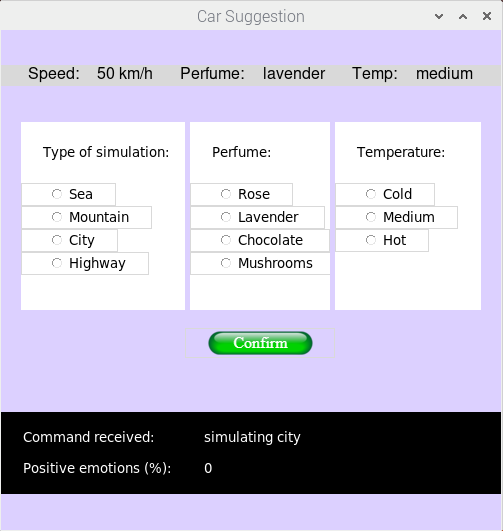 Car Suggestion
Speed: 50 km/h Perfume: lavender Temp: medium
Type of simulation:
Sea
Mountain
City
Highway
Perfume:
Rose
Lavender
Chocolate
Mushrooms
Temperature:
Cold
Medium
Hot
Confirm
Command received: simulating city
Positive emotions (%): 0